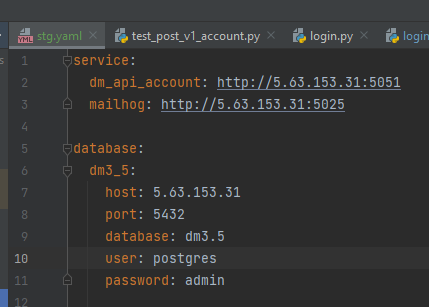 stg.yaml test_post_v1_account.py login.py login
1 service:
2 dm_api_account: http://5.63.153.31:5051
3 mailhog: http://5.63.153.31:5025
4
5 database:
6 dm3_5:
7 host: 5.63.153.31
8 port: 5432
9 database: dm3.5
10 user: postgres
11 password: admin